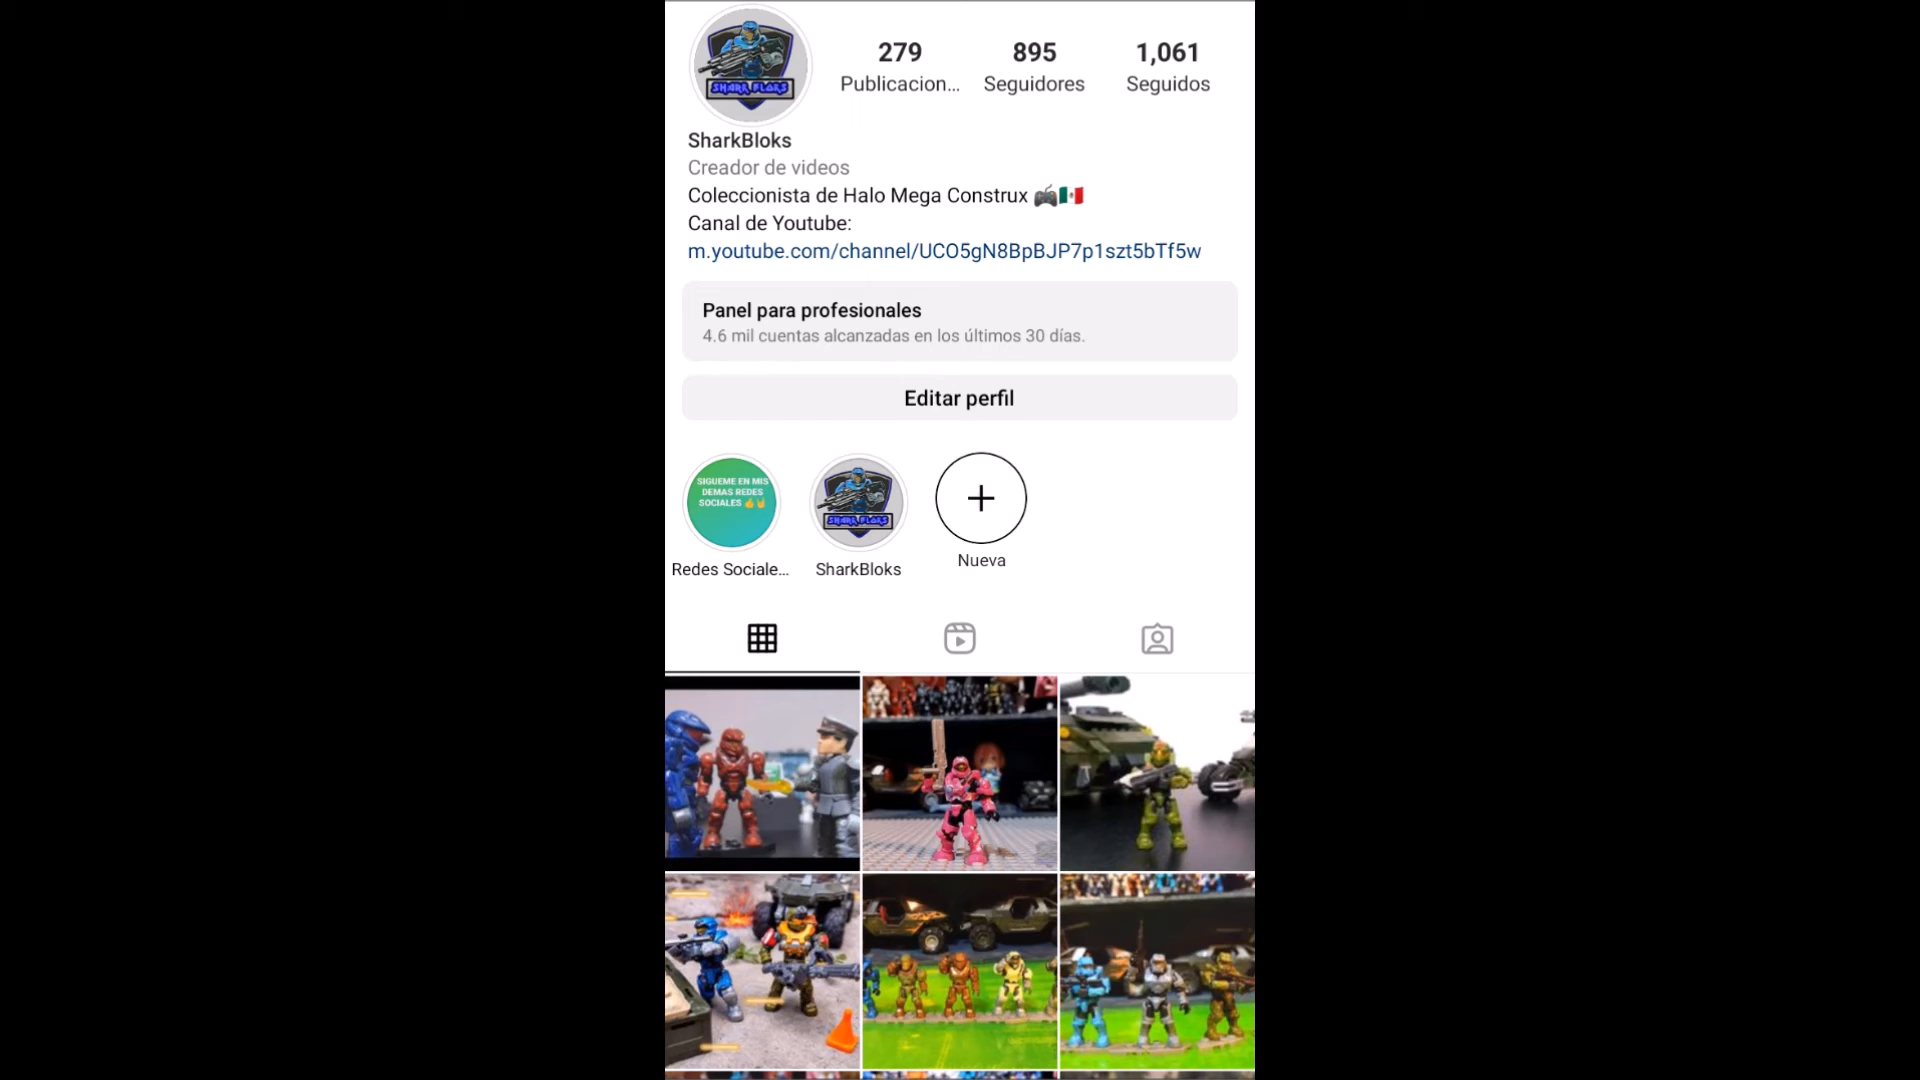 279 895 1,061
Publicacion... Seguidores Seguidos
SharkBloks
Creador de videos
Coleccionista de Halo Mega Construx 🎮🇲🇽
Canal de Youtube:
m.youtube.com/channel/UCO5gN8BpBJP7p1szt5bTf5w
Panel para profesionales
4.6 mil cuentas alcanzadas en los últimos 30 días.
Editar perfil
SIGUEME EN MIS
DEMAS REDES
SOCIALES 👍🤘
Redes Sociale... SharkBloks Nueva